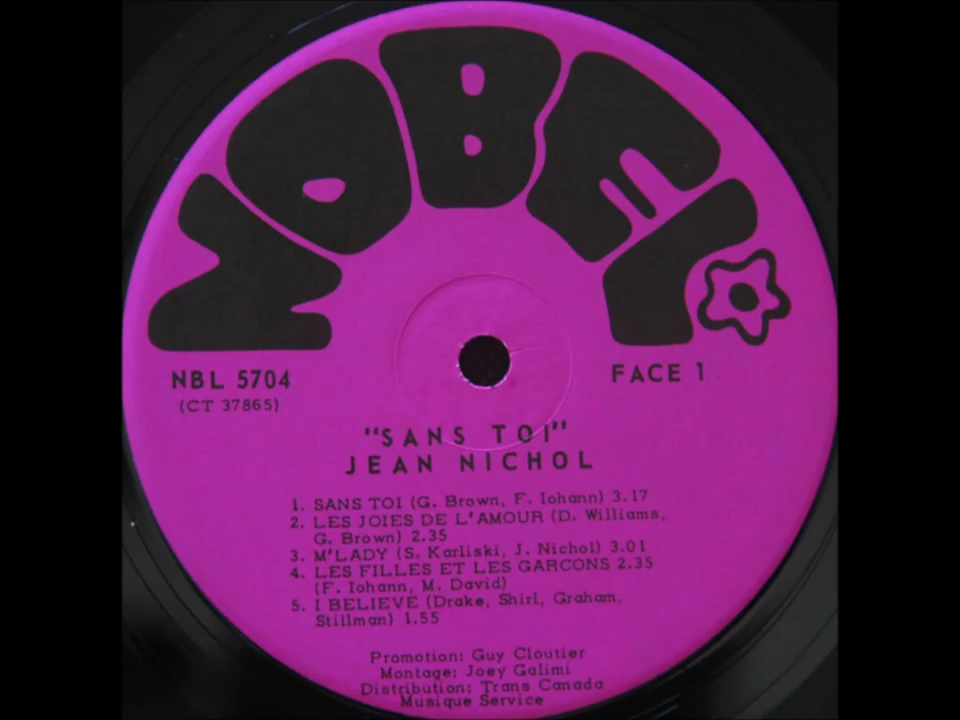 NOBEL
NBL 5704
(CT 37865)
FACE 1
"SANS TOI"
JEAN NICHOL
1. SANS TOI (G. Brown, F. Iohann) 3.17
2. LES JOIES DE L'AMOUR (D. Williams,
G. Brown) 2.35
3. M'LADY (S. Karliski, J. Nichol) 3.01
4. LES FILLES ET LES GARCONS 2.35
(F. Iohann, M. David)
5. I BELIEVE (Drake, Shirl, Graham,
Stillman) 1.55
Promotion: Guy Cloutier
Montage: Joey Galimi
Distribution: Trans Canada
Musique Service